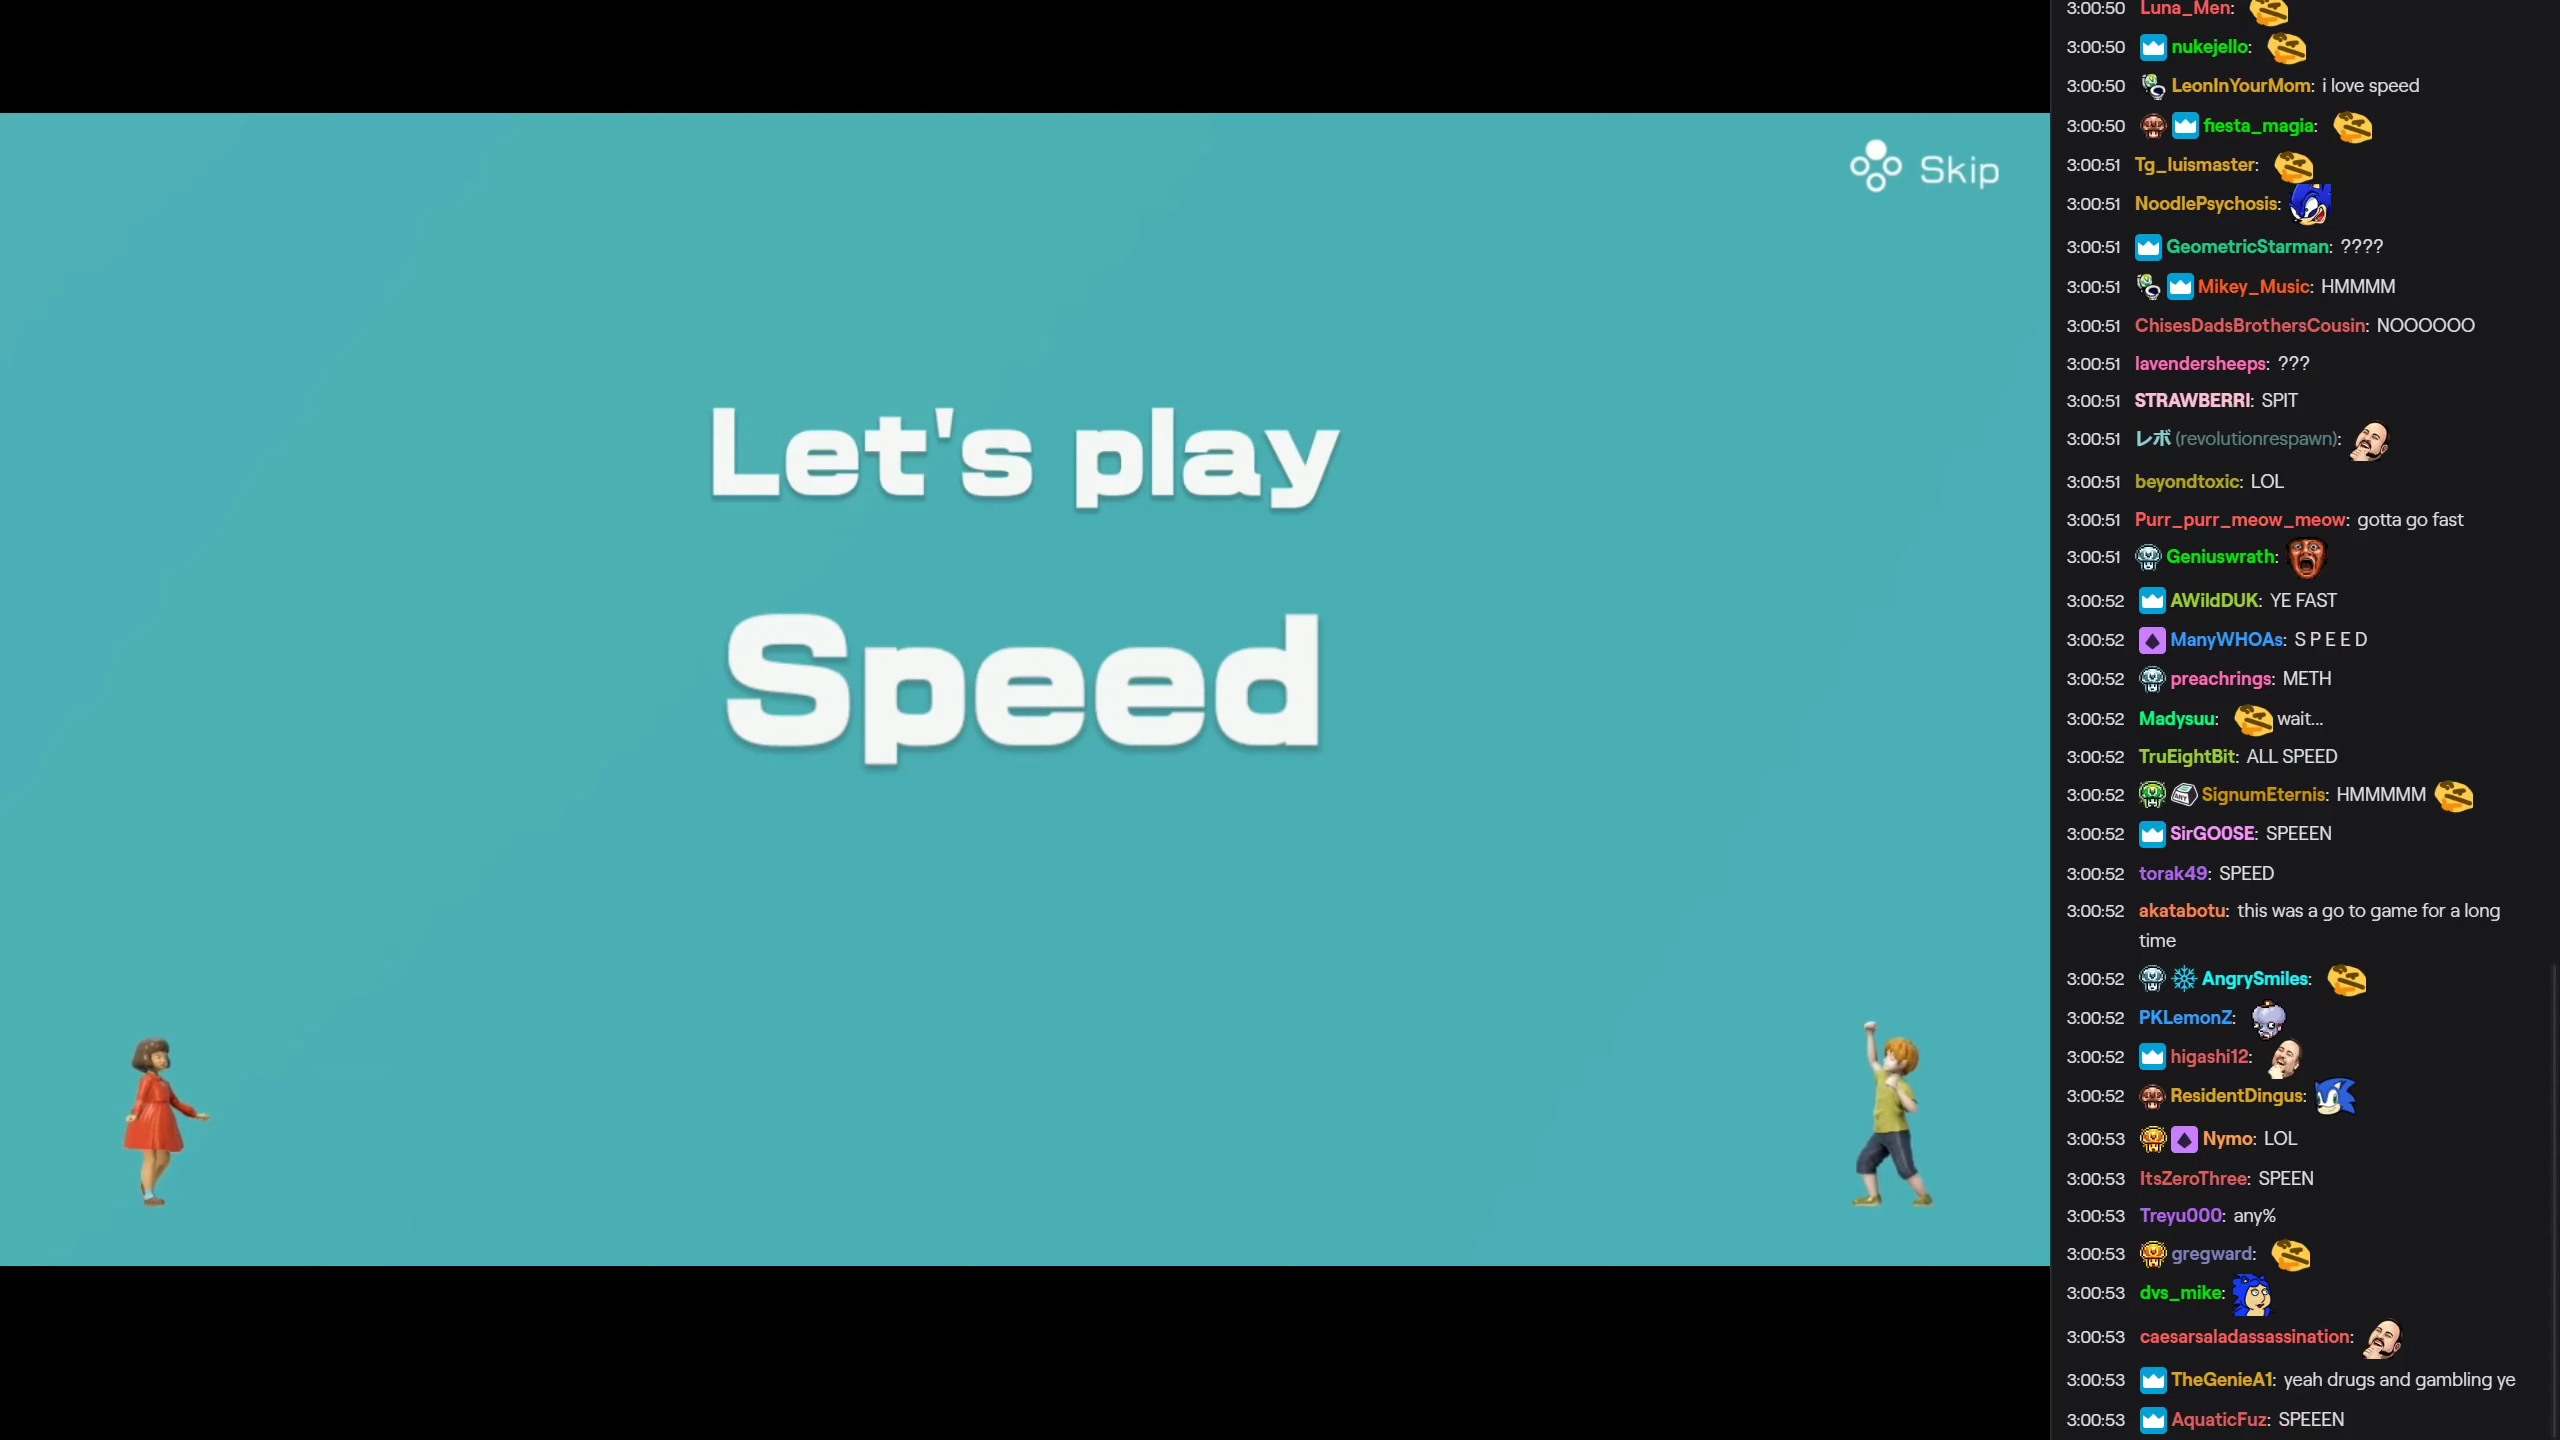 Skip
Let's play
Speed
3:00:50 Luna_Men:
3:00:50 nukejello:
3:00:50 LeonInYourMom: i love speed
3:00:50 fiesta_magia:
3:00:51 Tg_luismaster:
3:00:51 NoodlePsychosis:
3:00:51 GeometricStarman: ????
3:00:51 Mikey_Music: HMMMM
3:00:51 ChisesDadsBrothersCousin: NOOOOOO
3:00:51 lavendersheeps: ???
3:00:51 STRAWBERRI: SPIT
3:00:51 レボ (revolutionrespawn):
3:00:51 beyondtoxic: LOL
3:00:51 Purr_purr_meow_meow: gotta go fast
3:00:51 Geniuswrath:
3:00:52 AWildDUK: YE FAST
3:00:52 ManyWHOAs: S P E E D
3:00:52 preachrings: METH
3:00:52 Madysuu: wait...
3:00:52 TruEightBit: ALL SPEED
3:00:52 SignumEternis: HMMMMM
3:00:52 SirGO0SE: SPEEEN
3:00:52 torak49: SPEED
3:00:52 akatabotu: this was a go to game for a long
time
3:00:52 AngrySmiles:
3:00:52 PKLemonZ:
3:00:52 higashi12:
3:00:52 ResidentDingus:
3:00:53 Nymo: LOL
3:00:53 ItsZeroThree: SPEEN
3:00:53 Treyu000: any%
3:00:53 gregward:
3:00:53 dvs_mike:
3:00:53 caesarsaladassassination:
3:00:53 TheGenieA1: yeah drugs and gambling ye
3:00:53 AquaticFuz: SPEEEN